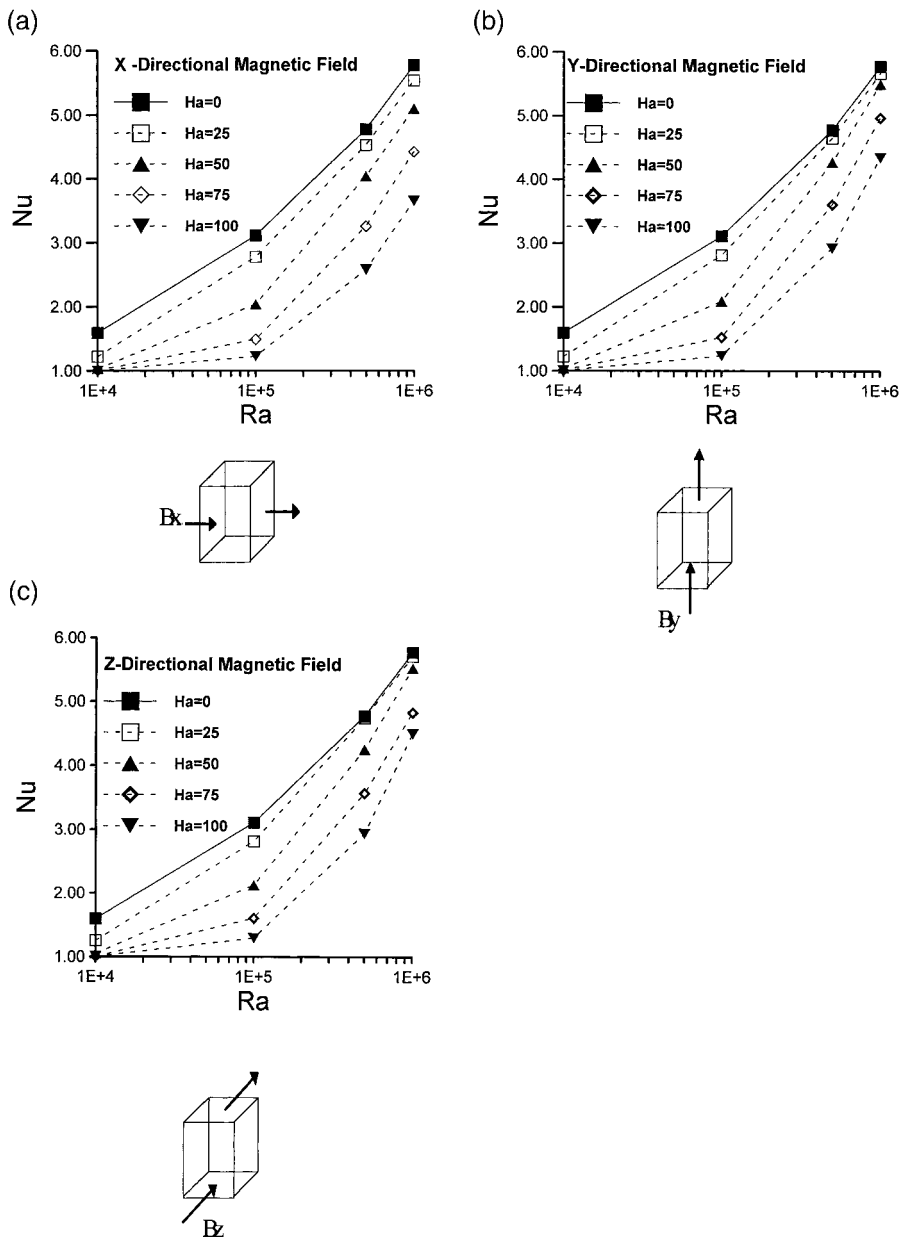 (a)
6.00
5.00
4.00
3.00
2.00
1.00
Nu
X -Directional Magnetic Field
Ha=0
Ha=25
Ha=50
Ha=75
Ha=100
1E+4
1E+5
1E+6
Ra
Bx
(b)
6.00
5.00
4.00
3.00
2.00
1.00
Nu
Y-Directional Magnetic Field
Ha=0
Ha=25
Ha=50
Ha=75
Ha=100
1E+4
1E+5
1E+6
Ra
By
(c)
6.00
5.00
4.00
3.00
2.00
1.00
Nu
Z-Directional Magnetic Field
Ha=0
Ha=25
Ha=50
Ha=75
Ha=100
1E+4
1E+5
1E+6
Ra
Bz